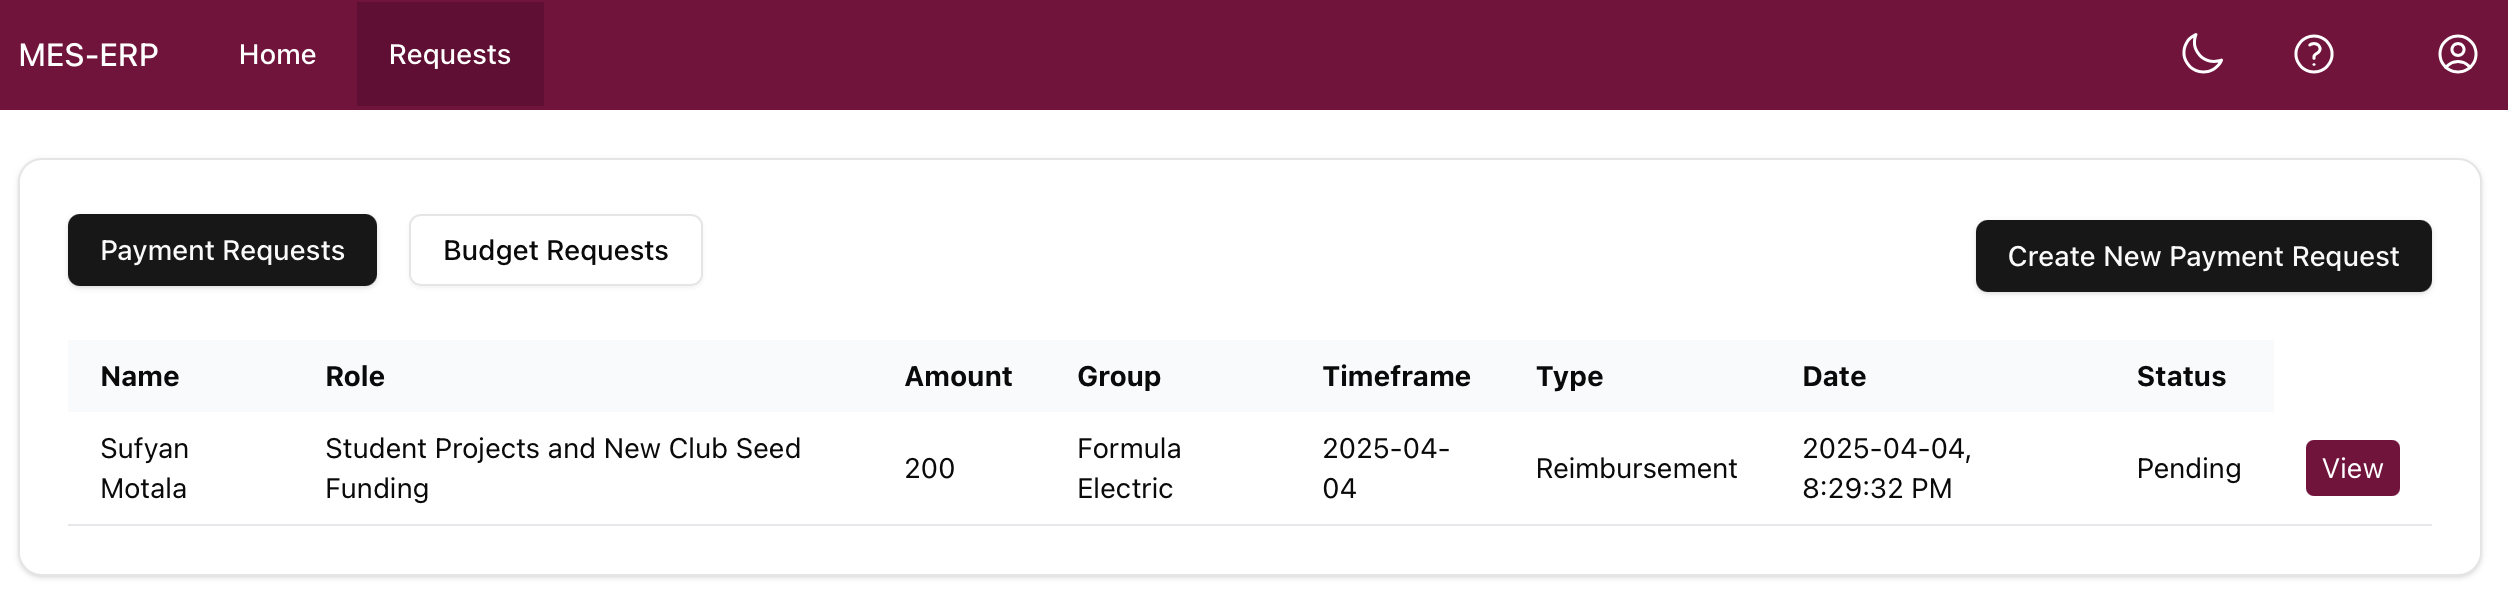 MES-ERP Home Requests
Payment Requests Budget Requests Create New Payment Request
Name Role Amount Group Timeframe Type Date Status
Sufyan Student Projects and New Club Seed Formula 2025-04- 2025-04-04,
200 Reimbursement Pending View
Motala Funding Electric 04 8:29:32 PM